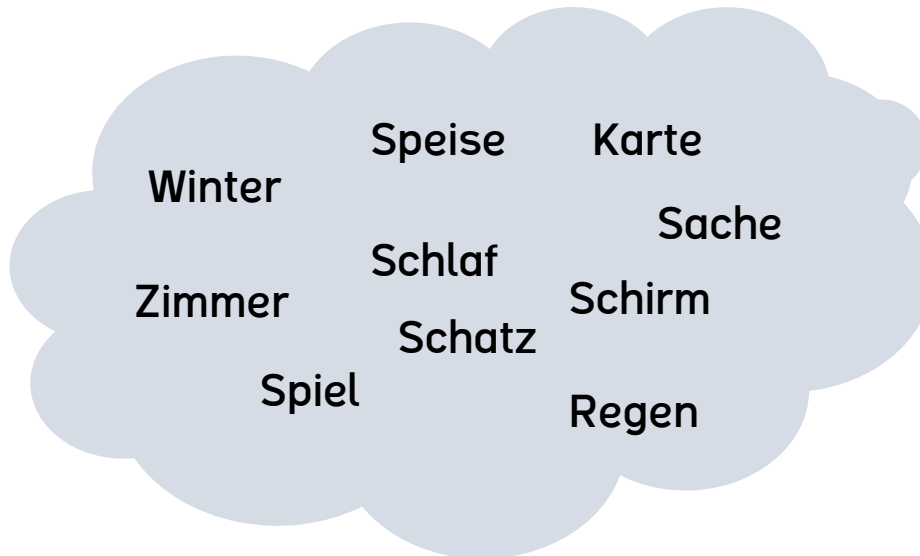 Speise
Karte
Winter
Sache
Schlaf
Zimmer
Schirm
Schatz
Spiel
Regen